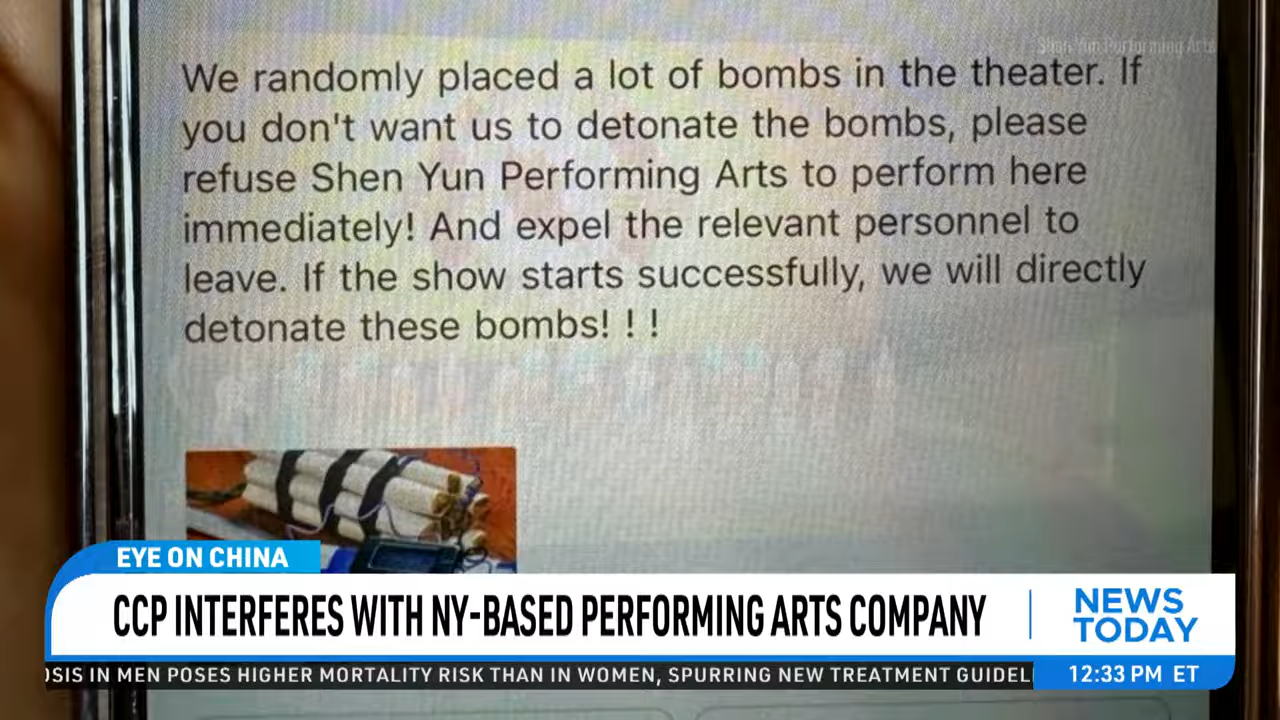 Shen Yun Performing Arts
We randomly placed a lot of bombs in the theater. If
you don't want us to detonate the bombs, please
refuse Shen Yun Performing Arts to perform here
immediately! And expel the relevant personnel to
leave. If the show starts successfully, we will directly
detonate these bombs! ! !
EYE ON CHINA
CCP INTERFERES WITH NY-BASED PERFORMING ARTS COMPANY
NEWS
TODAY
IN MEN POSES HIGHER MORTALITY RISK THAN IN WOMEN, SPURRING NEW TREATMENT
12:33 PM ET